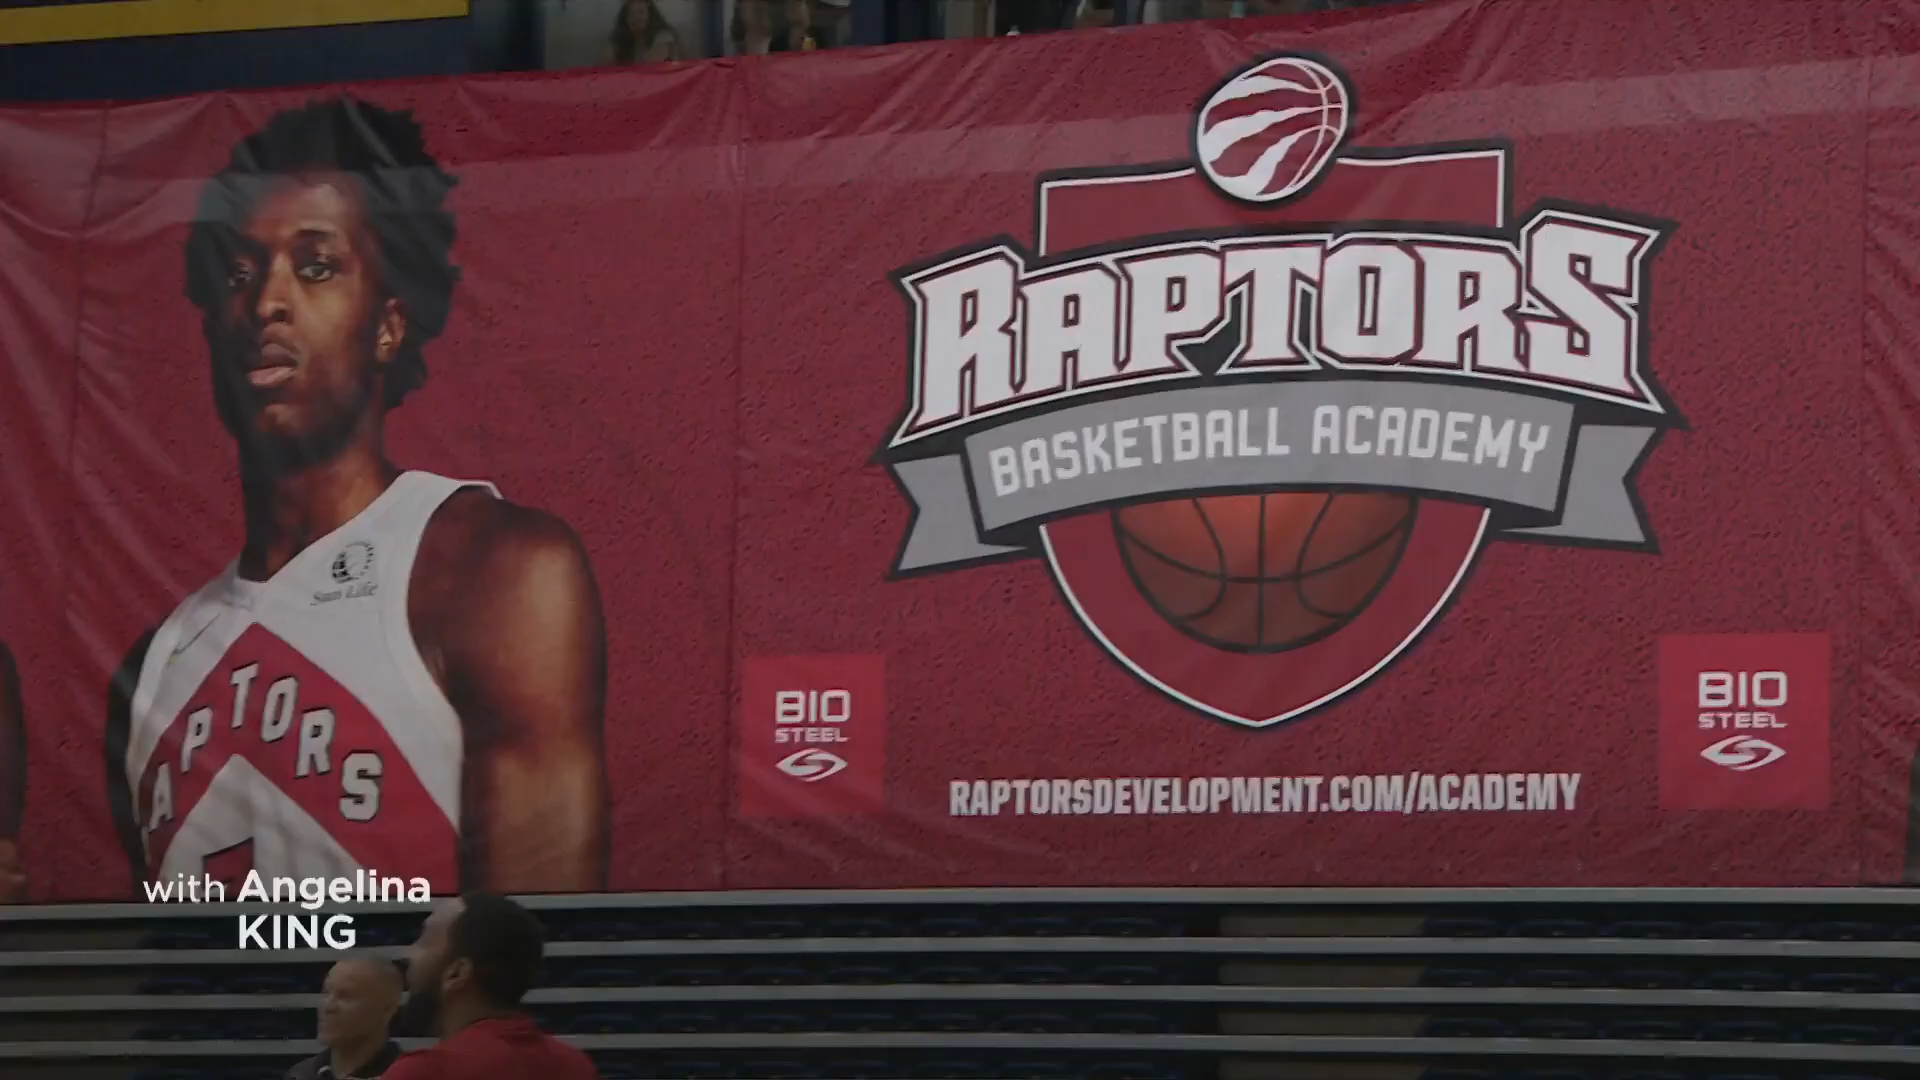 RAPTORS
BASKETBALL ACADEMY
Sun Life
RAPTORS
BIO
STEEL
BIO
STEEL
RAPTORSDEVELOPMENT.COM/ACADEMY
with Angelina
KING